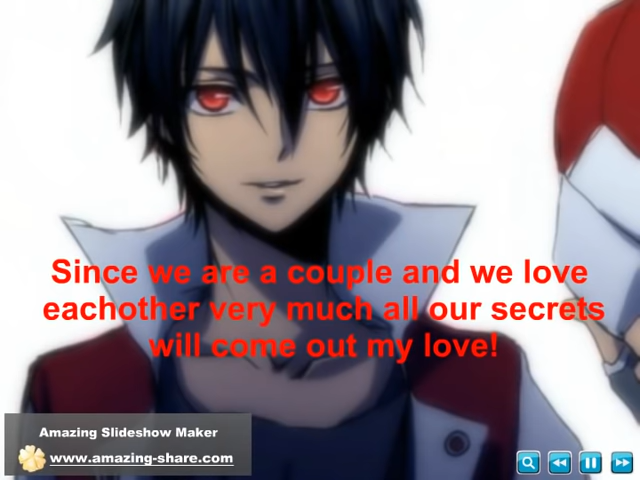 Since we are a couple and we love
eachother very much all our secrets
will come out my love!
Amazing Slideshow Maker
www.amazing-share.com